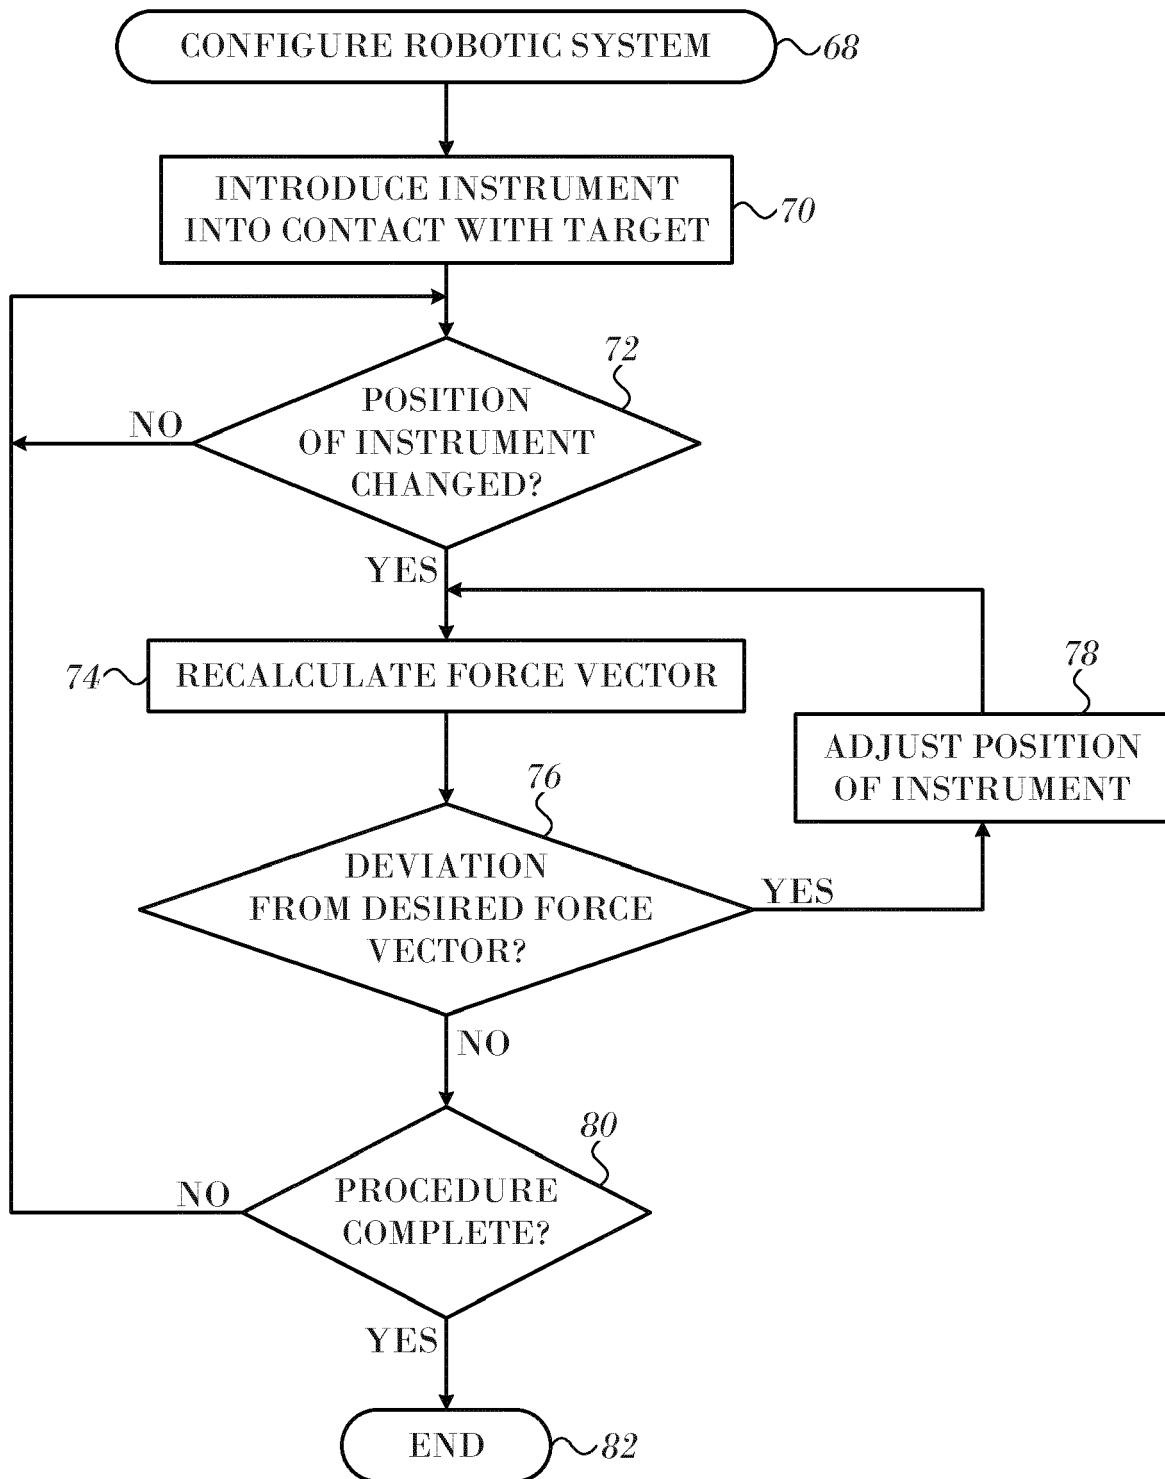 CONFIGURE ROBOTIC SYSTEM
68
INTRODUCE INSTRUMENT
INTO CONTACT WITH TARGET
70
72
POSITION
OF INSTRUMENT
CHANGED?
NO
YES
74
RECALCULATE FORCE VECTOR
78
ADJUST POSITION
OF INSTRUMENT
76
DEVIATION
FROM DESIRED FORCE
VECTOR?
YES
NO
80
PROCEDURE
COMPLETE?
NO
YES
END
82